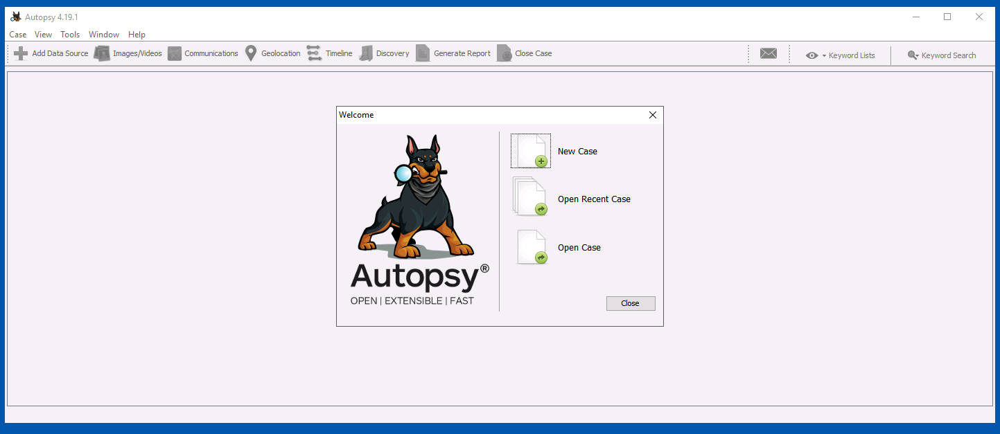 Autopsy 4.19.1
Case View Tools Window Help
Add Data Source Images/Videos Communications Geolocation Timeline Discovery Generate Report Close Case Keyword Lists Keyword Search
Welcome
New Case
Open Recent Case
Open Case
Autopsy®
OPEN | EXTENSIBLE | FAST
Close